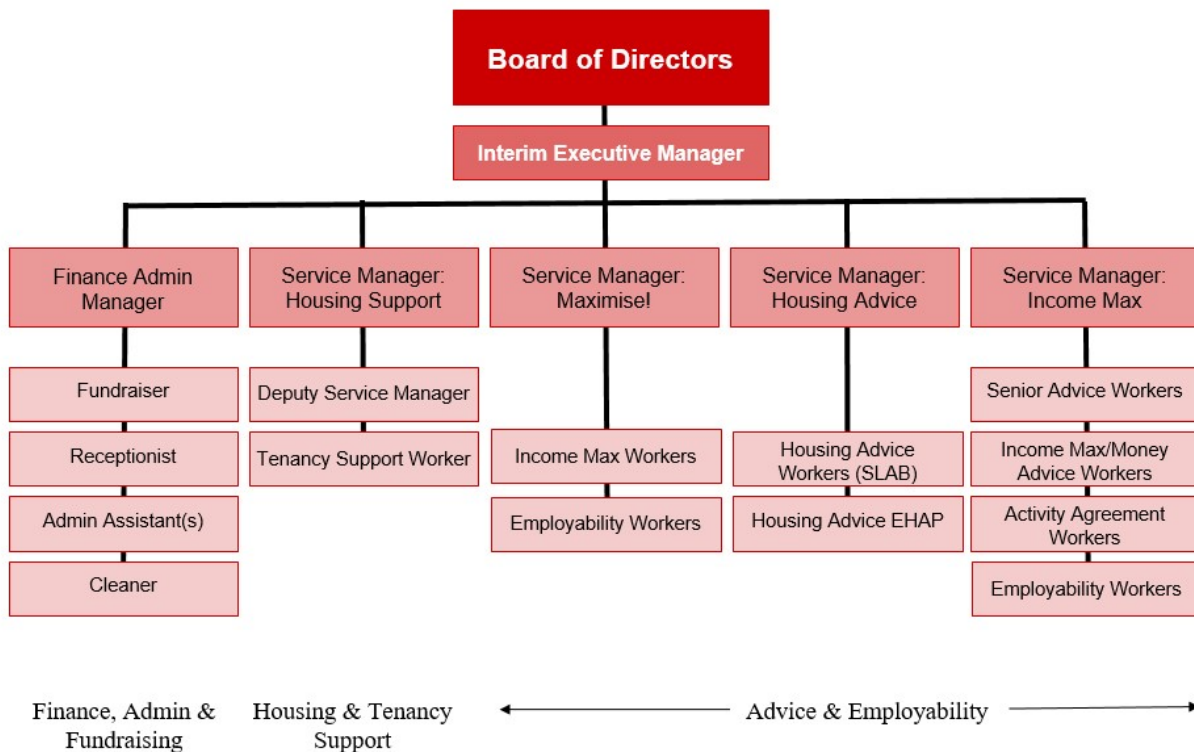 Board of Directors
Interim Executive Manager
Finance Admin
Manager
Service Manager:
Housing Support
Service Manager:
Maximise!
Service Manager:
Housing Advice
Service Manager:
Income Max
Fundraiser
Receptionist
Admin Assistant(s)
Cleaner
Deputy Service Manager
Tenancy Support Worker
Income Max Workers
Employability Workers
Housing Advice
Workers (SLAB)
Housing Advice EHAP
Senior Advice Workers
Income Max/Money
Advice Workers
Activity Agreement
Workers
Employability Workers
Finance, Admin &
Fundraising
Housing & Tenancy
Support
Advice & Employability